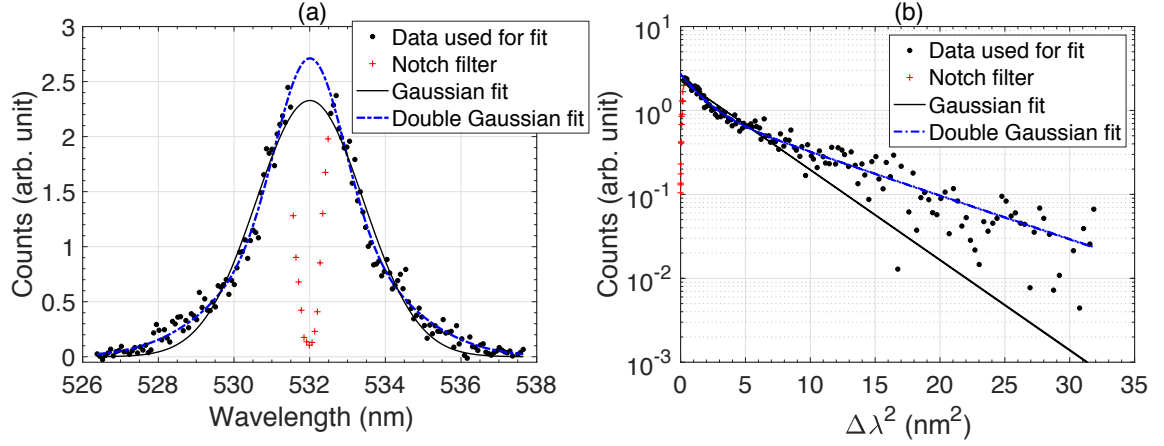 (a)
Counts (arb. unit)
3
2.5
2
1.5
1
0.5
0
526 528 530 532 534 536 538
Wavelength (nm)
Data used for fit
Notch filter
Gaussian fit
Double Gaussian fit
(b)
Counts (arb. unit)
10¹
10⁰
10⁻¹
10⁻²
10⁻³
0 5 10 15 20 25 30 35
Δλ² (nm²)
Data used for fit
Notch filter
Gaussian fit
Double Gaussian fit